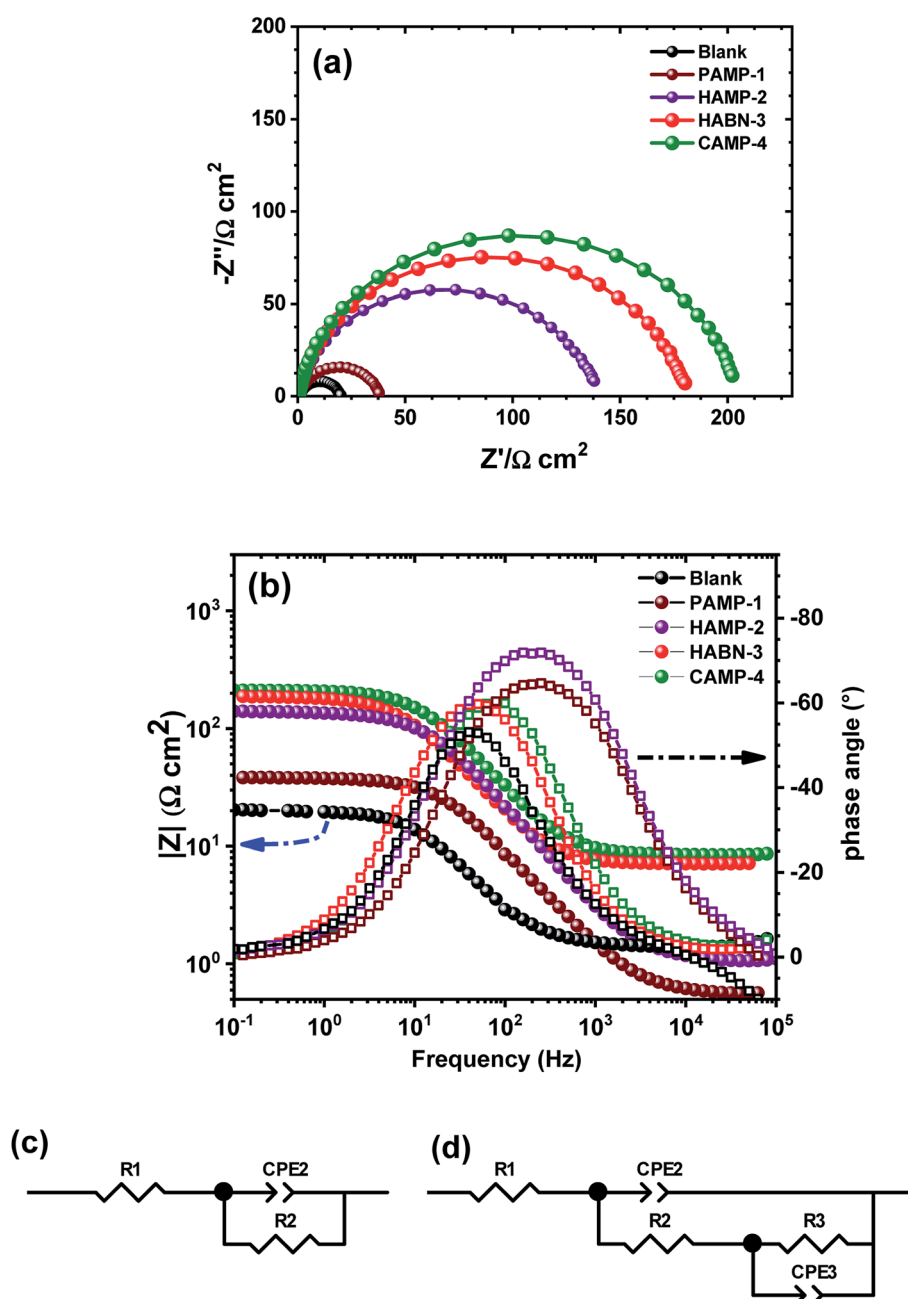 (a)
Blank
PAMP-1
HAMP-2
HABN-3
CAMP-4
200
150
100
50
0
-Z''/Ω cm²
50
100
150
200
Z'/Ω cm²
(b)
Blank
PAMP-1
HAMP-2
HABN-3
CAMP-4
10³
10²
10¹
10⁰
|Z| (Ω cm²)
-80
-60
-40
-20
0
phase angle (°)
10⁻¹
10⁰
10¹
10²
10³
10⁴
10⁵
Frequency (Hz)
(c)
R1
CPE2
R2
(d)
R1
CPE2
R2
R3
CPE3